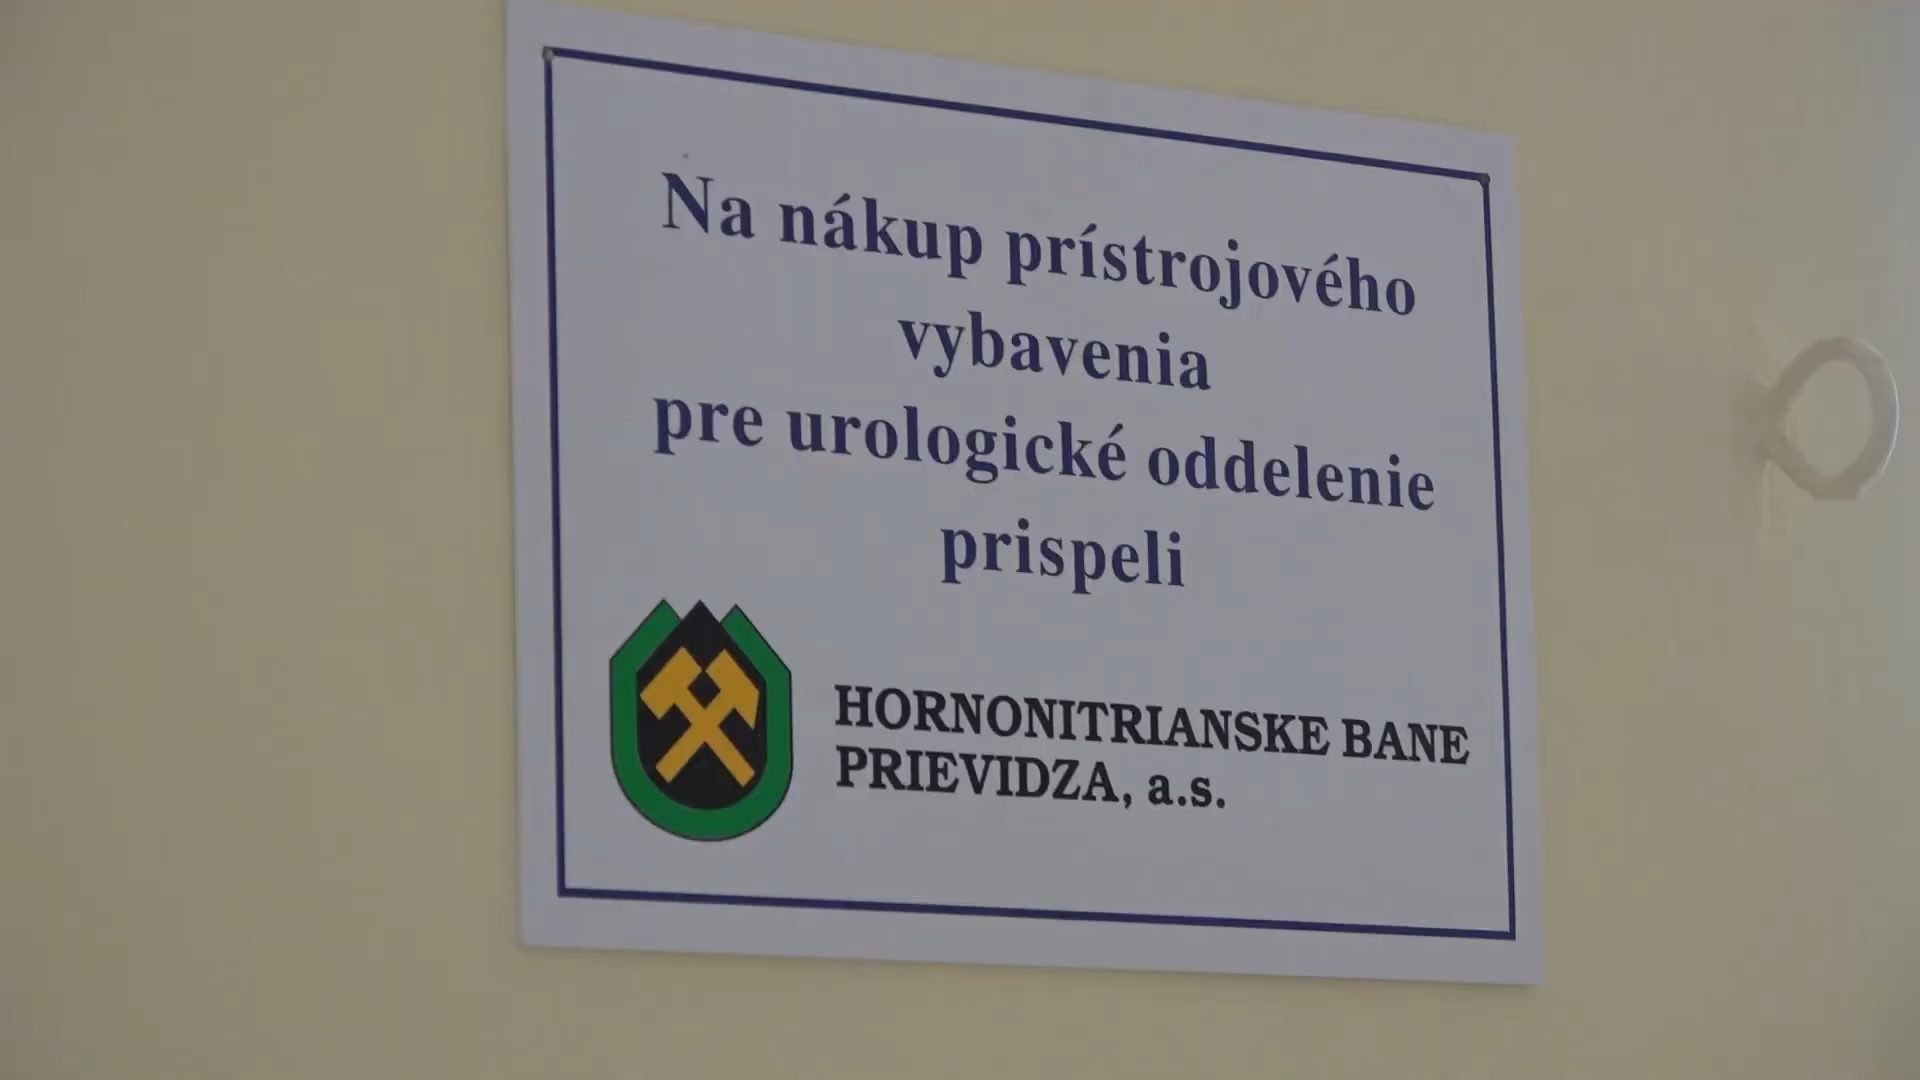 Na nákup prístrojového
vybavenia
pre urologické oddelenie
prispeli
HORNONITRIANSKE BANE
PRIEVIDZA, a.s.